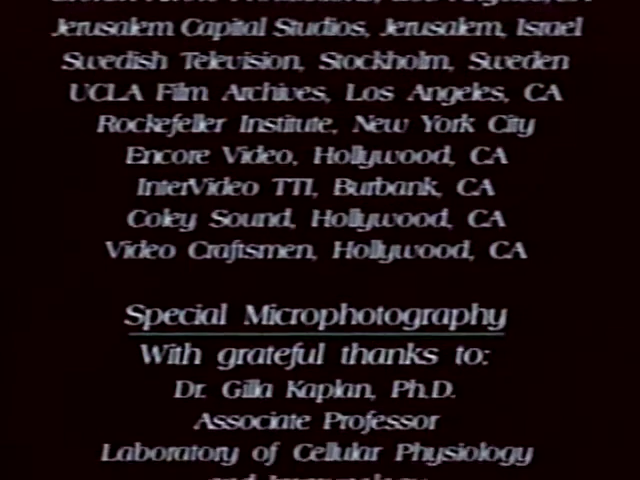 Jerusalem Capital Studios, Jerusalem, Israel
Swedish Television, Stockholm, Sweden
UCLA Film Archives, Los Angeles, CA
Rockefeller Institute, New York City
Encore Video, Hollywood, CA
InterVideo TTI, Burbank, CA
Coley Sound, Hollywood, CA
Video Craftsmen, Hollywood, CA
Special Microphotography
With grateful thanks to:
Dr. Gilla Kaplan, Ph.D.
Associate Professor
Laboratory of Cellular Physiology
and Immunology